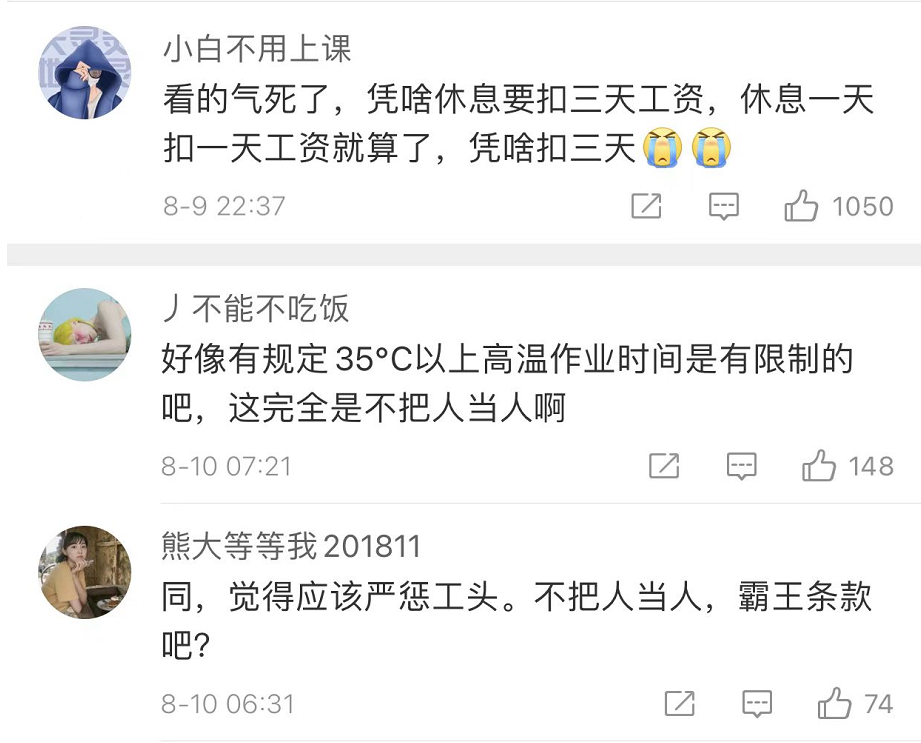 小白不用上课
看的气死了，凭啥休息要扣三天工资，休息一天
扣一天工资就算了，凭啥扣三天😭😭
8-9 22:37
1050
丿不能不吃饭
好像有规定35°C以上高温作业时间是有限制的
吧，这完全是不把人当人啊
8-10 07:21
148
熊大等等我201811
同，觉得应该严惩工头。不把人当人，霸王条款
吧？
8-10 06:31
74